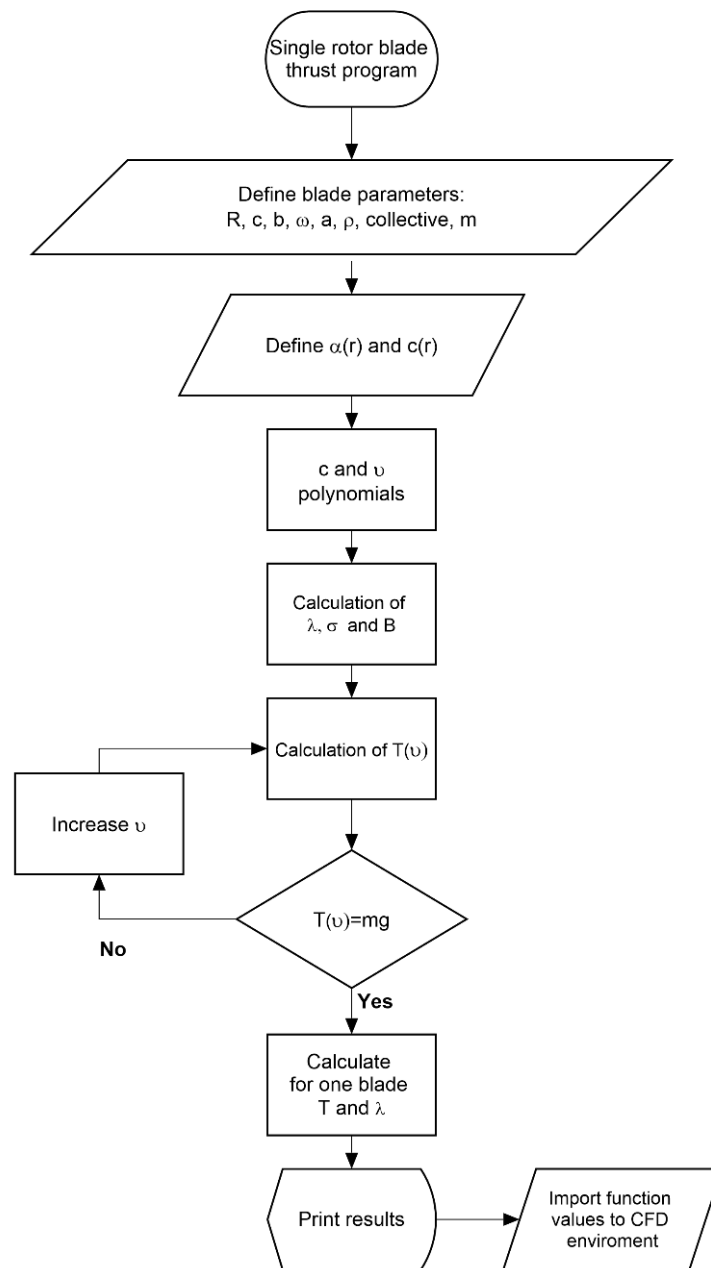 Single rotor blade
thrust program
Define blade parameters:
R, c, b, ω, a, ρ, collective, m
Define α(r) and c(r)
c and υ
polynomials
Calculation of
λ, σ and B
Calculation of T(υ)
Increase υ
T(υ)=mg
No
Yes
Calculate
for one blade
T and λ
Print results
Import function
values to CFD
enviroment